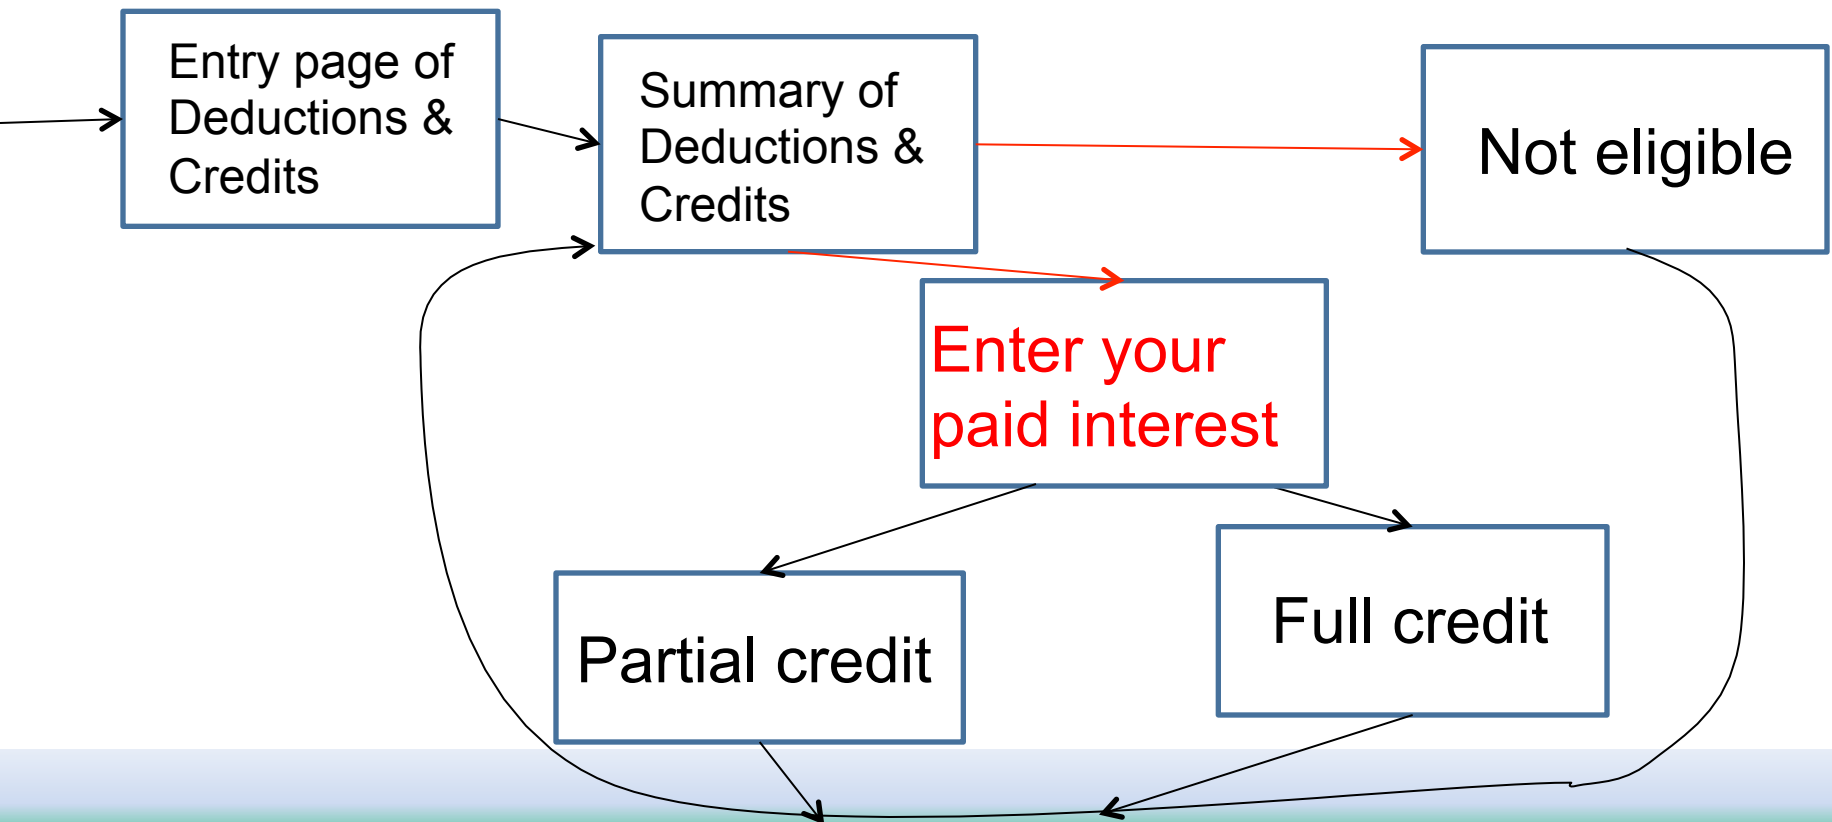 Entry page of
Deductions &
Credits
Summary of
Deductions &
Credits
Not eligible
Enter your
paid interest
Partial credit
Full credit